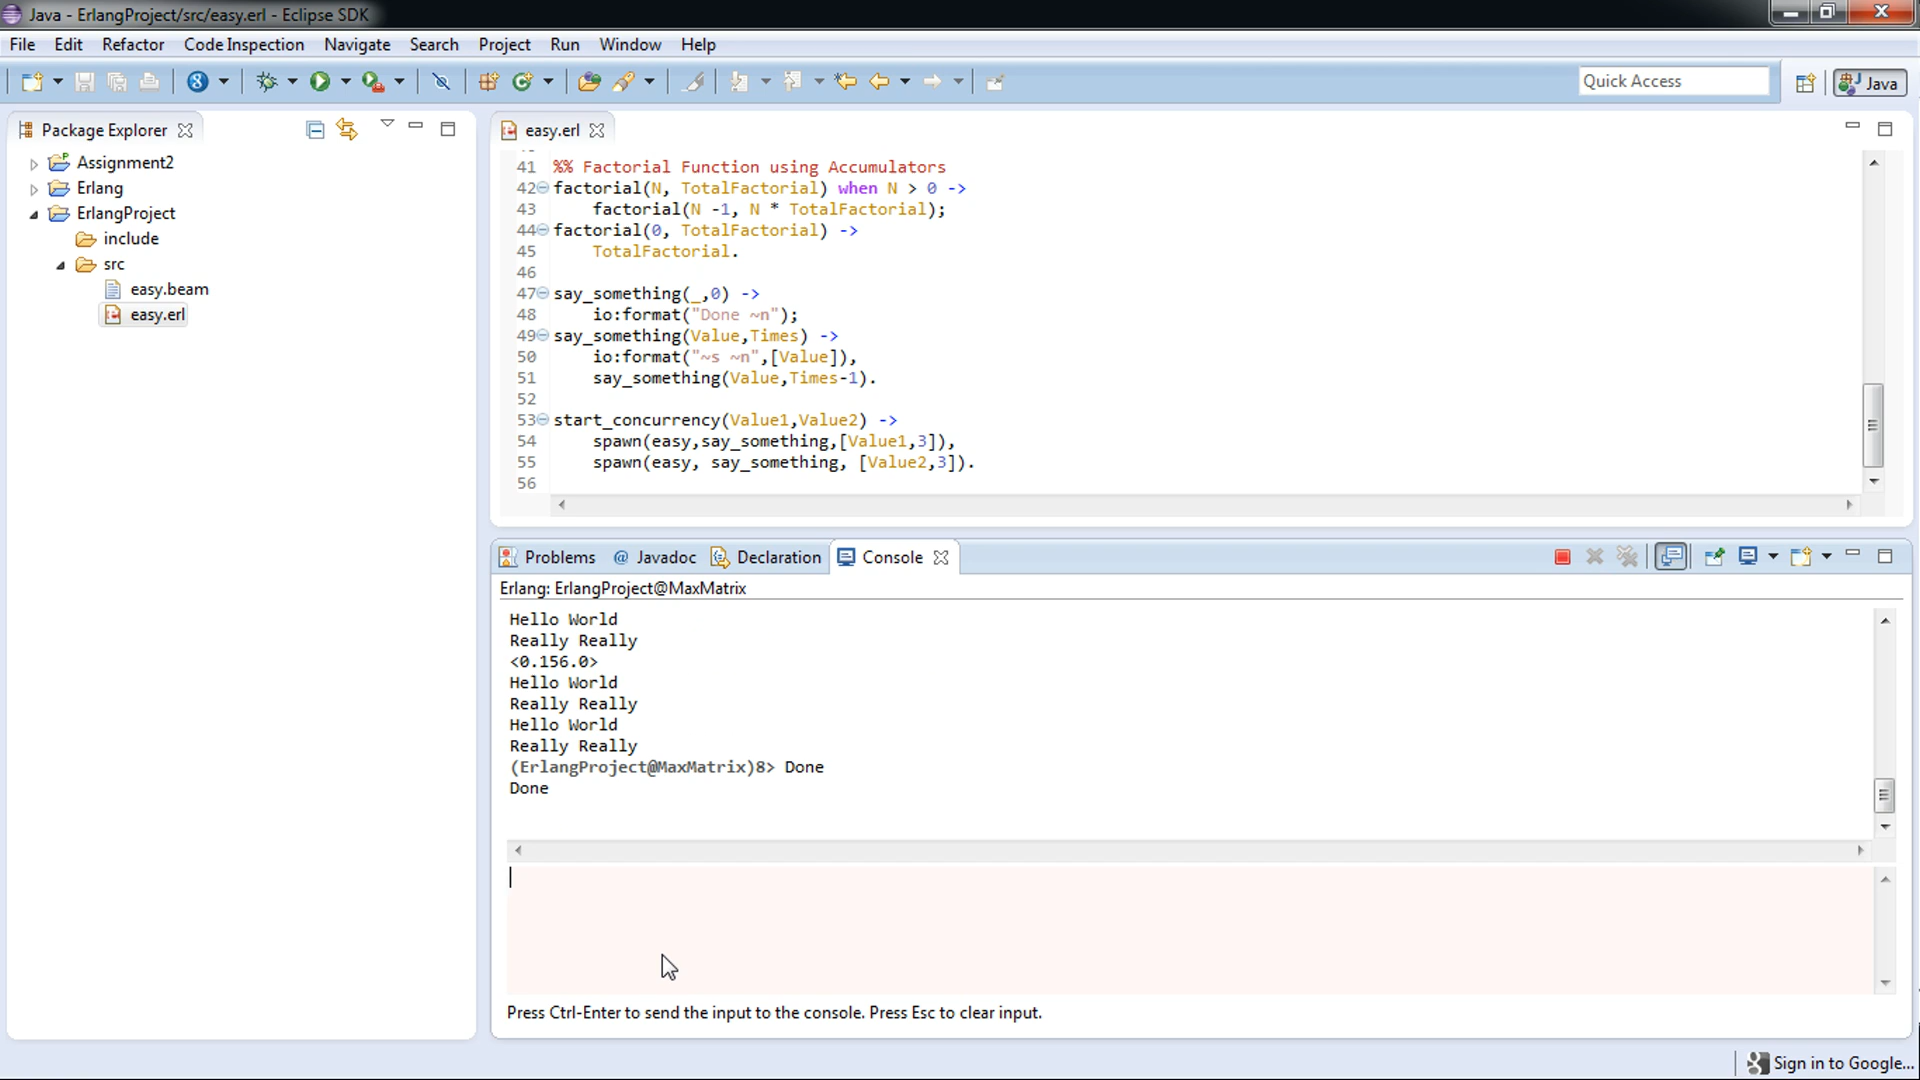 Java - ErlangProject/src/easy.erl - Eclipse SDK
File Edit Refactor Code Inspection Navigate Search Project Run Window Help
Quick Access
Java
Package Explorer
Assignment2
Erlang
ErlangProject
include
src
easy.beam
easy.erl
easy.erl
41 %% Factorial Function using Accumulators
42 factorial(N, TotalFactorial) when N > 0 ->
43 factorial(N -1, N * TotalFactorial);
44 factorial(0, TotalFactorial) ->
45 TotalFactorial.
46
47 say_something(_,0) ->
48 io:format("Done ~n");
49 say_something(Value,Times) ->
50 io:format("~s ~n",[Value]),
51 say_something(Value,Times-1).
52
53 start_concurrency(Value1,Value2) ->
54 spawn(easy,say_something,[Value1,3]),
55 spawn(easy, say_something, [Value2,3]).
56
Problems @ Javadoc Declaration Console
Erlang: ErlangProject@MaxMatrix
Hello World
Really Really
<0.156.0>
Hello World
Really Really
Hello World
Really Really
(ErlangProject@MaxMatrix)8> Done
Done
Press Ctrl-Enter to send the input to the console. Press Esc to clear input.
Sign in to Google...